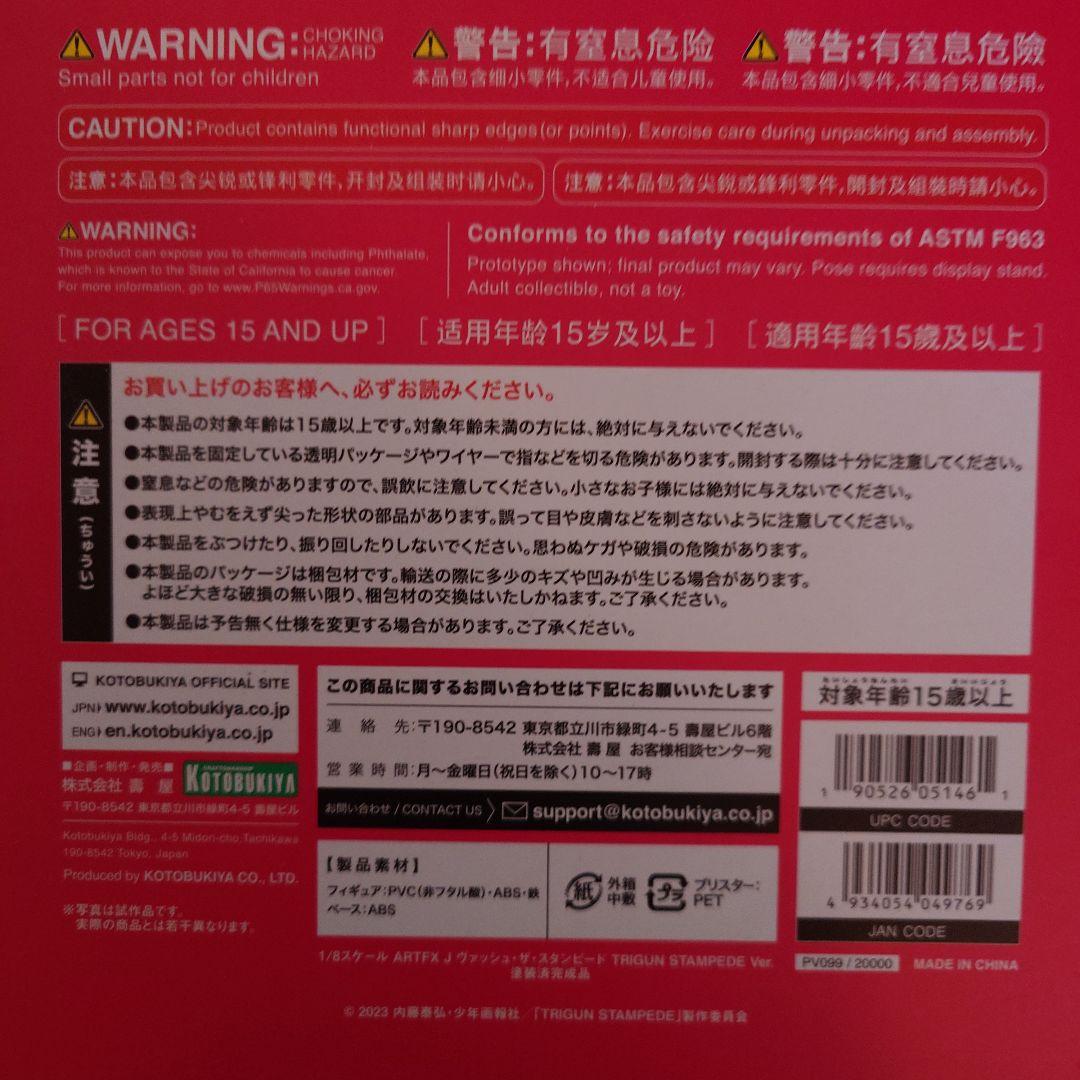 WARNING: CHOKING HAZARD
Small parts not for children
警告:有窒息危险
本品包含细小零件,不适合儿童使用。
警告:有窒息危險
本品包含細小零件,不適合兒童使用。
CAUTION: Product contains functional sharp edges(or points). Exercise care during unpacking and assembly.
注意:本品包含尖锐或锋利零件,开封及组装时请小心。
注意:本品包含尖銳或鋒利零件,開封及組裝時請小心。
WARNING:
This product can expose you to chemicals including Phthalate,
which is known to the State of California to cause cancer.
For more information, go to www.P65Warnings.ca.gov.
Conforms to the safety requirements of ASTM F963
Prototype shown; final product may vary. Pose requires display stand.
Adult collectible, not a toy.
[ FOR AGES 15 AND UP ]
[ 适用年龄15岁及以上 ]
[ 適用年齡15歲及以上 ]
注意(ちゅうい)
お買い上げのお客様へ、必ずお読みください。
●本製品の対象年齢は15歳以上です。対象年齢未満の方には、絶対に与えないでください。
●本製品を固定している透明パッケージやワイヤーで指などを切る危険があります。開封する際は十分に注意してください。
●窒息などの危険がありますので、誤飲に注意してください。小さなお子様には絶対に与えないでください。
●表現上やむをえず尖った形状の部品があります。誤って目や皮膚などを刺さないように注意してください。
●本製品をぶつけたり、振り回したりしないでください。思わぬケガや破損の危険があります。
●本製品のパッケージは梱包材です。輸送の際に多少のキズや凹みが生じる場合があります。
よほど大きな破損の無い限り、梱包材の交換はいたしかねます。ご了承ください。
●本製品は予告無く仕様を変更する場合があります。ご了承ください。
KOTOBUKIYA OFFICIAL SITE
JPN www.kotobukiya.co.jp
ENG en.kotobukiya.co.jp
■企画・制作・発売■
株式会社 壽 屋
KOTOBUKIYA
〒190-8542 東京都立川市緑町4-5 壽屋ビル
Kotobukiya Bldg., 4-5 Midori-cho,Tachikawa
190-8542 Tokyo, Japan
Produced by KOTOBUKIYA CO., LTD.
※写真は試作品です。
実際の商品とは若干異なります。
この商品に関するお問い合わせは下記にお願いいたします
連絡先:〒190-8542 東京都立川市緑町4-5 壽屋ビル6階
株式会社 壽 屋 お客様相談センター宛
営業時間:月〜金曜日(祝日を除く)10〜17時
お問い合わせ / CONTACT US support@kotobukiya.co.jp
【製品素材】
フィギュア:PVC(非フタル酸)・ABS・鉄
ベース:ABS
紙 外箱 中敷
プラ ブリスター: PET
1/8スケール ARTFX J ヴァッシュ・ザ・スタンピード TRIGUN STAMPEDE Ver.
塗装済完成品
対象年齢15歳以上
たいしょうねんれい いじょう
1 90526 05146 1
UPC CODE
4 934054 049769
JAN CODE
PV099 / 20000 MADE IN CHINA
© 2023 内藤泰弘・少年画報社/「TRIGUN STAMPEDE」製作委員会